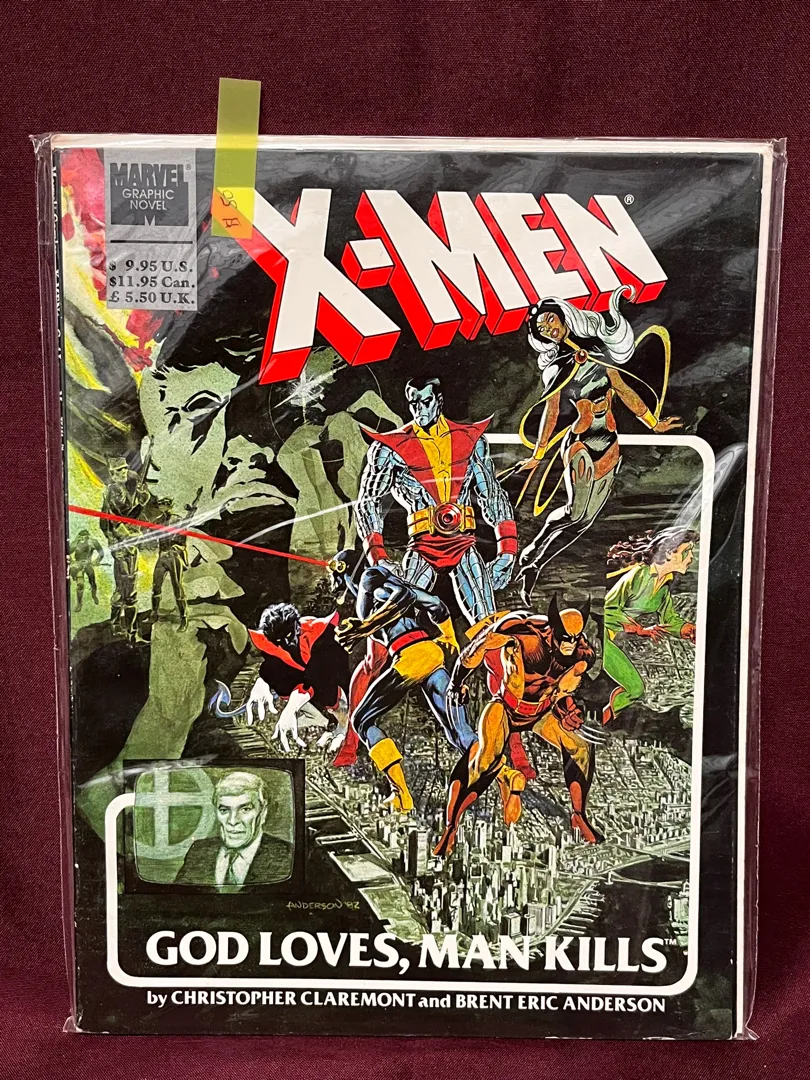 MARVEL®
GRAPHIC
NOVEL
M
$ 9.95 U.S.
$11.95 Can.
£ 5.50 U.K.
X-MEN®
ANDERSON '82
GOD LOVES, MAN KILLS™
by CHRISTOPHER CLAREMONT and BRENT ERIC ANDERSON